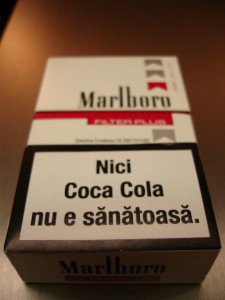 Marlboro
FILTER PLUS
Nici
Coca Cola
nu e sănătoasă.
Marlboro